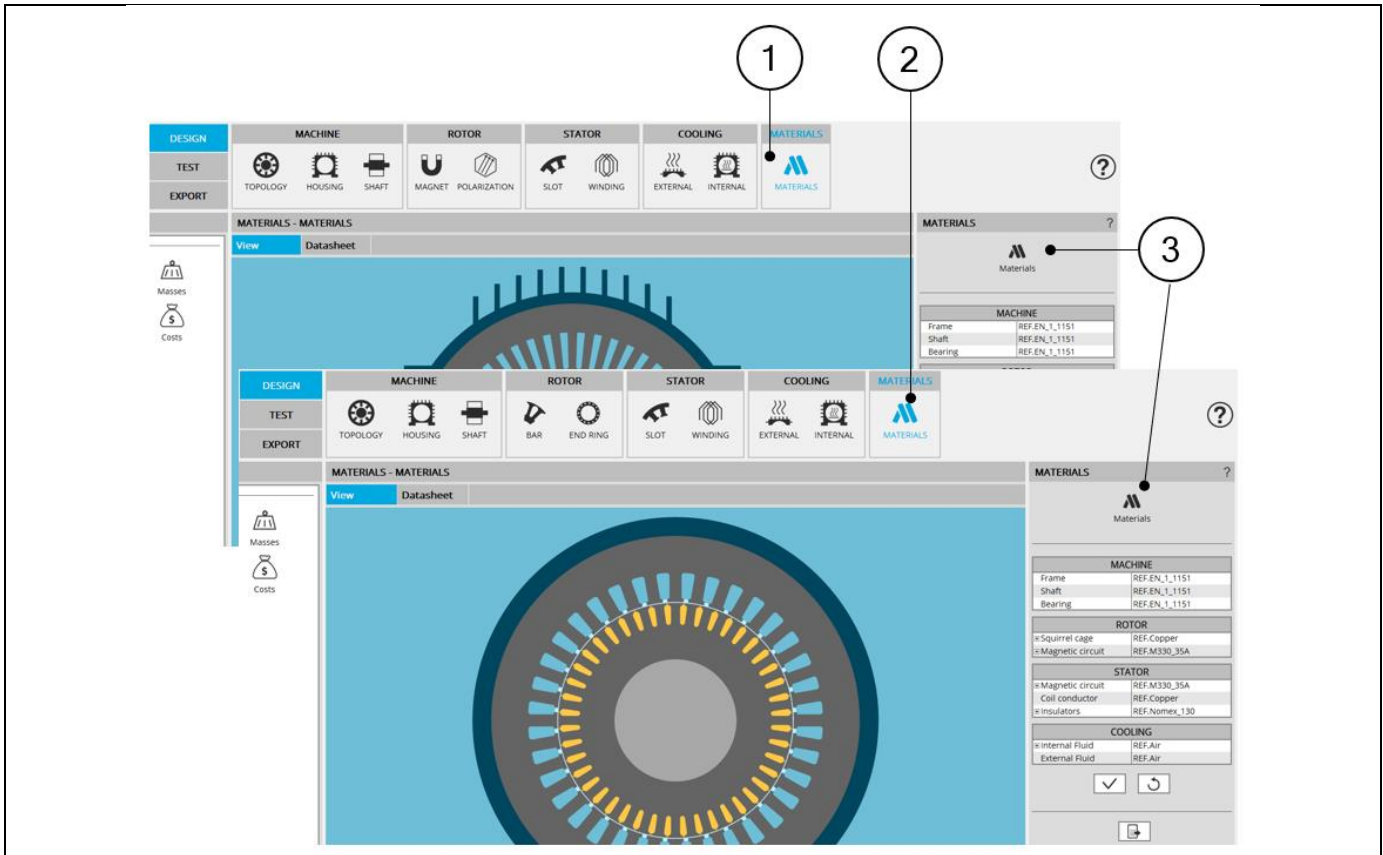 1
2
DESIGN
TEST
EXPORT
MACHINE
TOPOLOGY HOUSING SHAFT
ROTOR
MAGNET POLARIZATION
STATOR
SLOT WINDING
COOLING
EXTERNAL INTERNAL
MATERIALS
MATERIALS
?
MATERIALS - MATERIALS
View Datasheet
Masses
$
Costs
MATERIALS ?
Materials
3
MACHINE
Frame REF.EN_1_1151
Shaft REF.EN_1_1151
Bearing REF.EN_1_1151
DESIGN
TEST
EXPORT
MACHINE
TOPOLOGY HOUSING SHAFT
ROTOR
BAR END RING
STATOR
SLOT WINDING
COOLING
EXTERNAL INTERNAL
MATERIALS
MATERIALS
?
MATERIALS - MATERIALS
View Datasheet
Masses
$
Costs
MATERIALS ?
Materials
MACHINE
Frame REF.EN_1_1151
Shaft REF.EN_1_1151
Bearing REF.EN_1_1151
ROTOR
Squirrel cage REF.Copper
Magnetic circuit REF.M330_35A
STATOR
Magnetic circuit REF.M330_35A
Coil conductor REF.Copper
Insulators REF.Nomex_130
COOLING
Internal Fluid REF.Air
External Fluid REF.Air